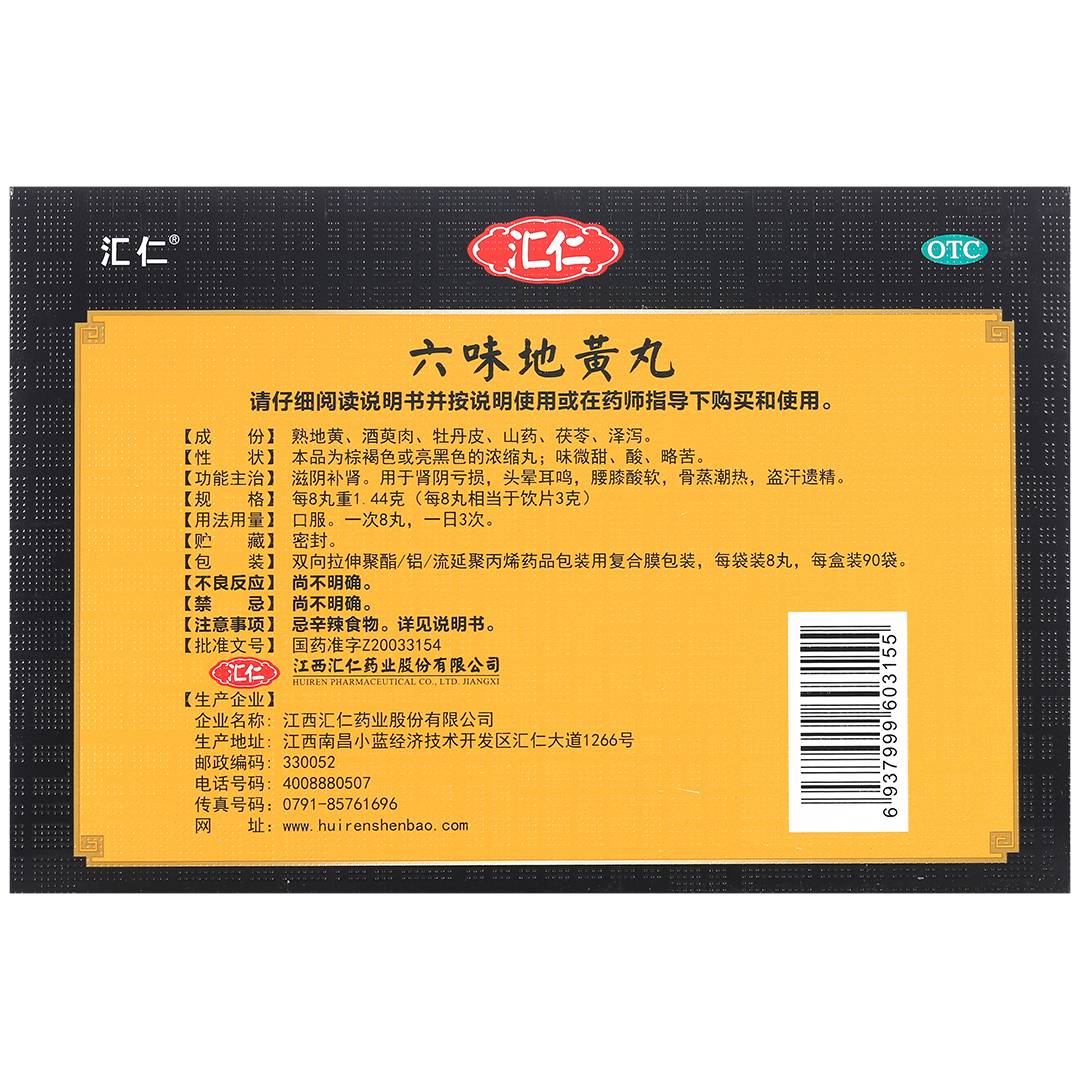 汇仁®
汇仁
OTC
六味地黄丸
请仔细阅读说明书并按说明使用或在药师指导下购买和使用。
【成 份】 熟地黄、酒萸肉、牡丹皮、山药、茯苓、泽泻。
【性 状】 本品为棕褐色或亮黑色的浓缩丸；味微甜、酸、略苦。
【功能主治】 滋阴补肾。用于肾阴亏损，头晕耳鸣，腰膝酸软，骨蒸潮热，盗汗遗精。
【规 格】 每8丸重1.44克（每8丸相当于饮片3克）
【用法用量】 口服。一次8丸，一日3次。
【贮 藏】 密封。
【包 装】 双向拉伸聚酯/铝/流延聚丙烯药品包装用复合膜包装，每袋装8丸，每盒装90袋。
【不良反应】 尚不明确。
【禁 忌】 尚不明确。
【注意事项】 忌辛辣食物。详见说明书。
【批准文号】 国药准字Z20033154
汇仁 江西汇仁药业股份有限公司
HUIREN PHARMACEUTICAL CO., LTD. JIANGXI
【生产企业】
企业名称: 江西汇仁药业股份有限公司
生产地址: 江西南昌小蓝经济技术开发区汇仁大道1266号
邮政编码: 330052
电话号码: 4008880507
传真号码: 0791-85761696
网 址: www.huirenshenbao.com
6937999603155